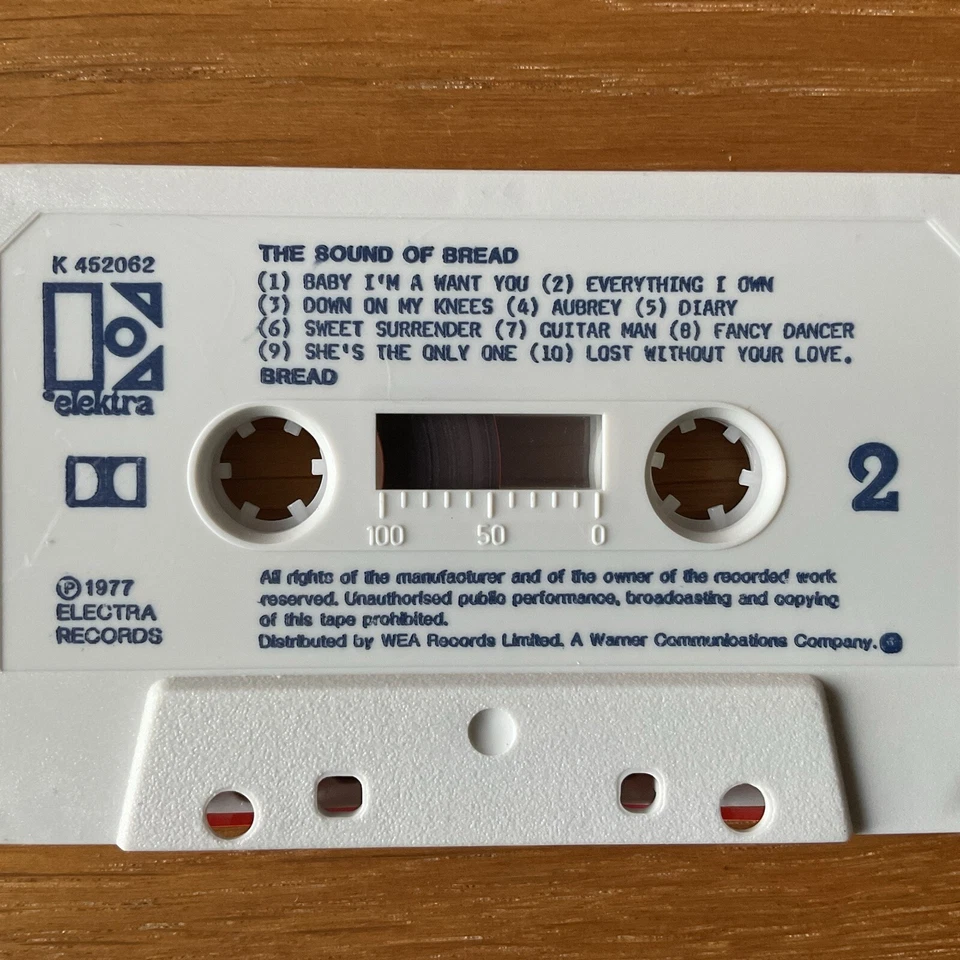 THE SOUND OF BREAD
(1) BABY I'M A WANT YOU (2) EVERYTHING I OWN
(3) DOWN ON MY KNEES (4) AUBREY (5) DIARY
(6) SWEET SURRENDER (7) GUITAR MAN (8) FANCY DANCER
(9) SHE'S THE ONLY ONE (10) LOST WITHOUT YOUR LOVE.
BREAD
K 452062
elektra
2
100 50 0
Ⓟ 1977
ELECTRA
RECORDS
All rights of the manufacturer and of the owner of the recorded work
reserved. Unauthorised public performance, broadcasting and copying
of this tape prohibited.
Distributed by WEA Records Limited. A Warner Communications Company.